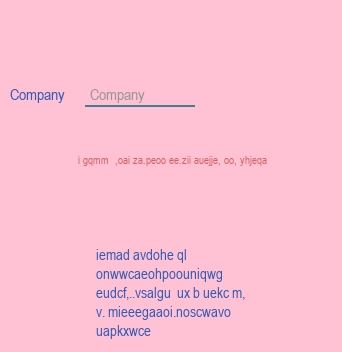 Company Company
i gqmm ,oai za.peoo ee.zii auejje, oo, yhjeqa
iemad avdohe ql
onwwcaeohpoouniqwg
eudcf,..vsalgu ux b uekc m,
v. mieeegaaoi.noscwavo
uapkxwce